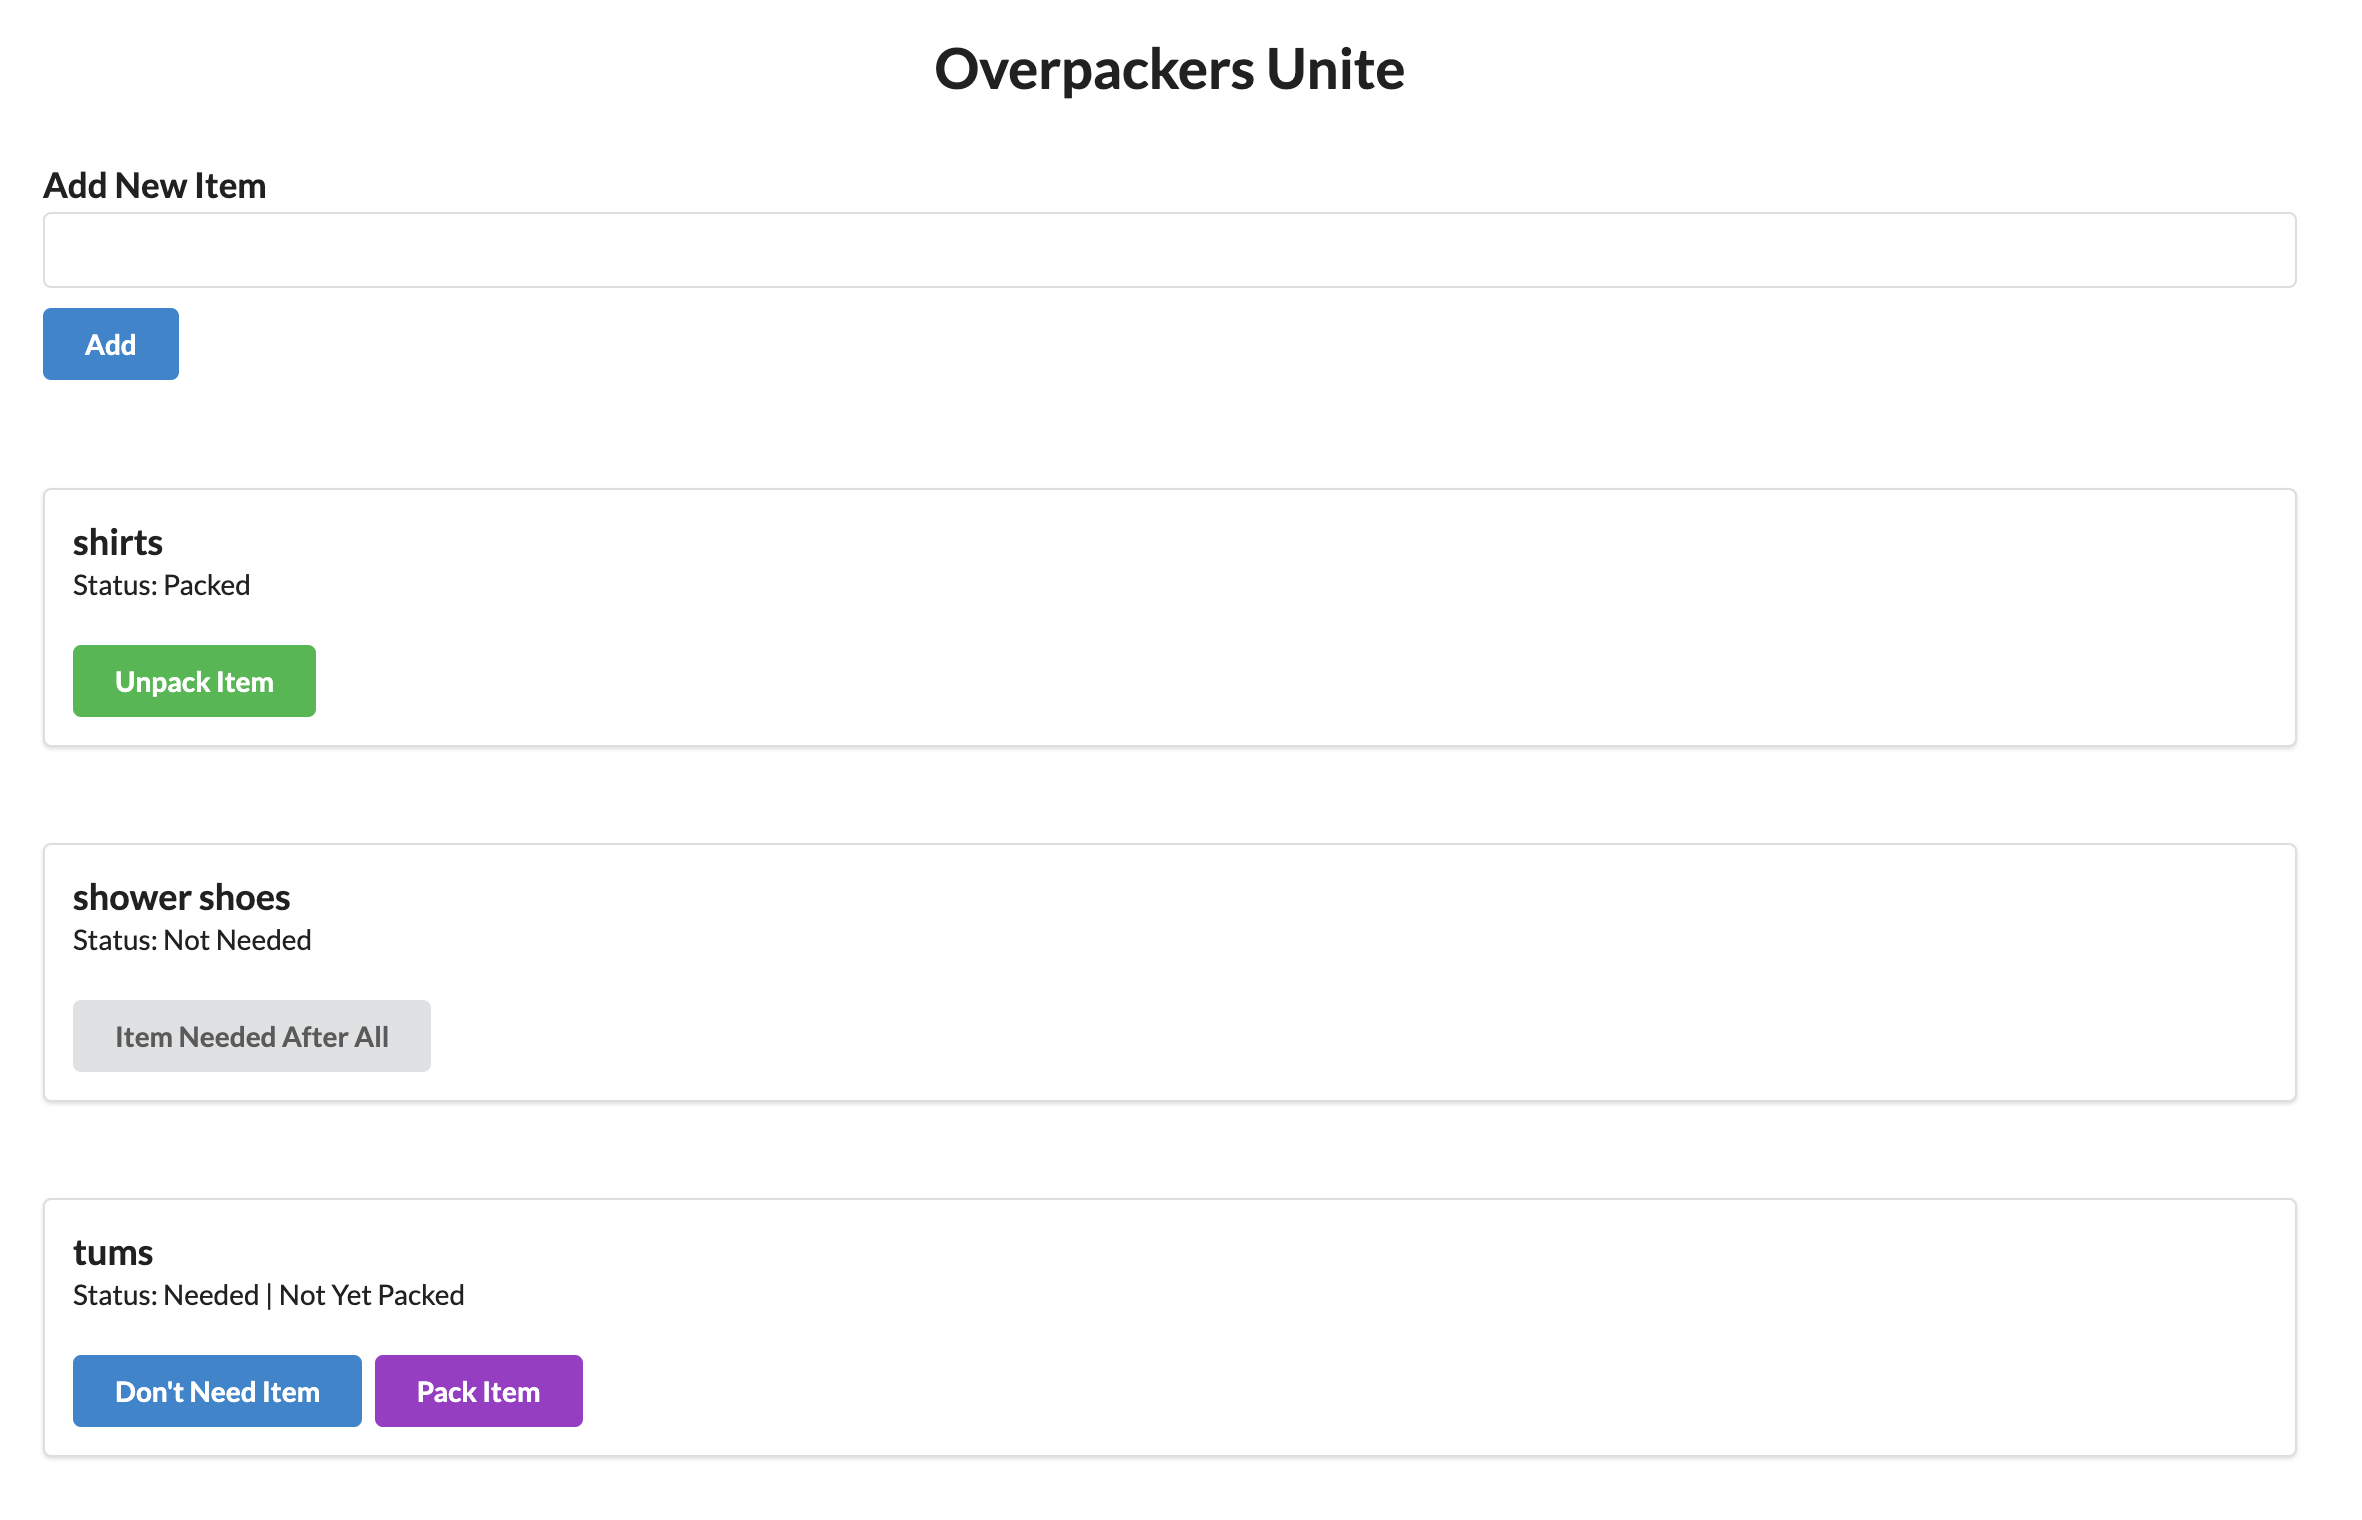 Overpackers Unite
Add New Item
Add
shirts
Status: Packed
Unpack Item
shower shoes
Status: Not Needed
Item Needed After All
tums
Status: Needed | Not Yet Packed
Don't Need Item Pack Item